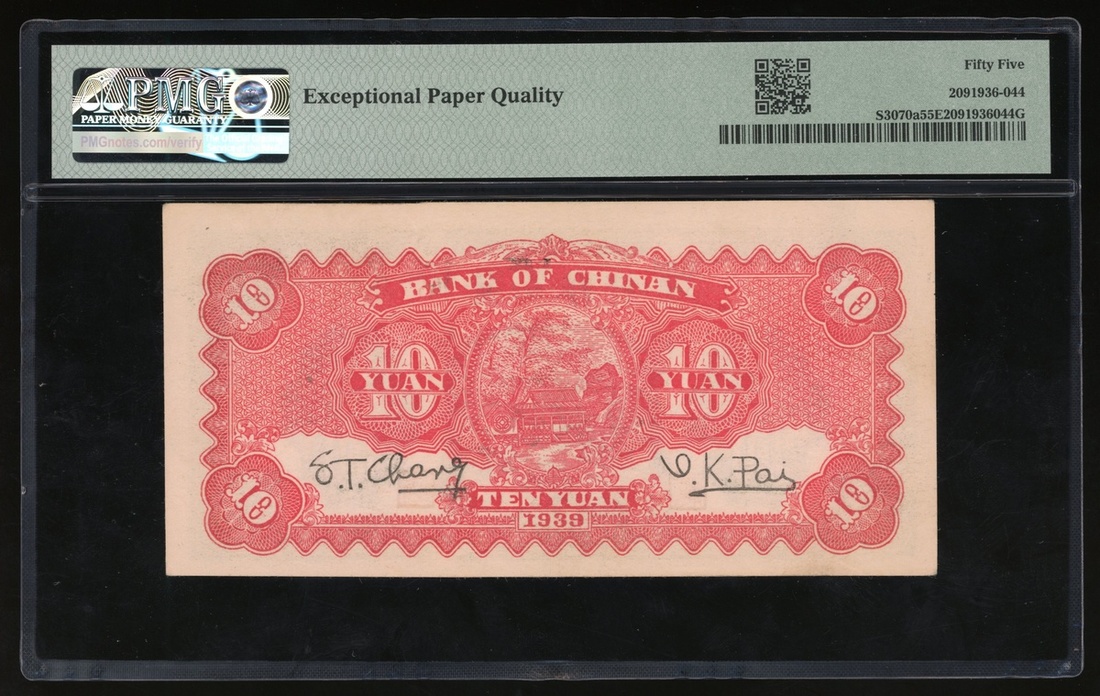 PMG
PAPER MONEY GUARANTY
PMGnotes.com/verify
Exceptional Paper Quality
Fifty Five
2091936-044
S3070a55E2091936044G
BANK OF CHINAN
10
10
10 YUAN
10 YUAN
S.T.Chang
V.K.Pai
10
10
TEN YUAN
1939